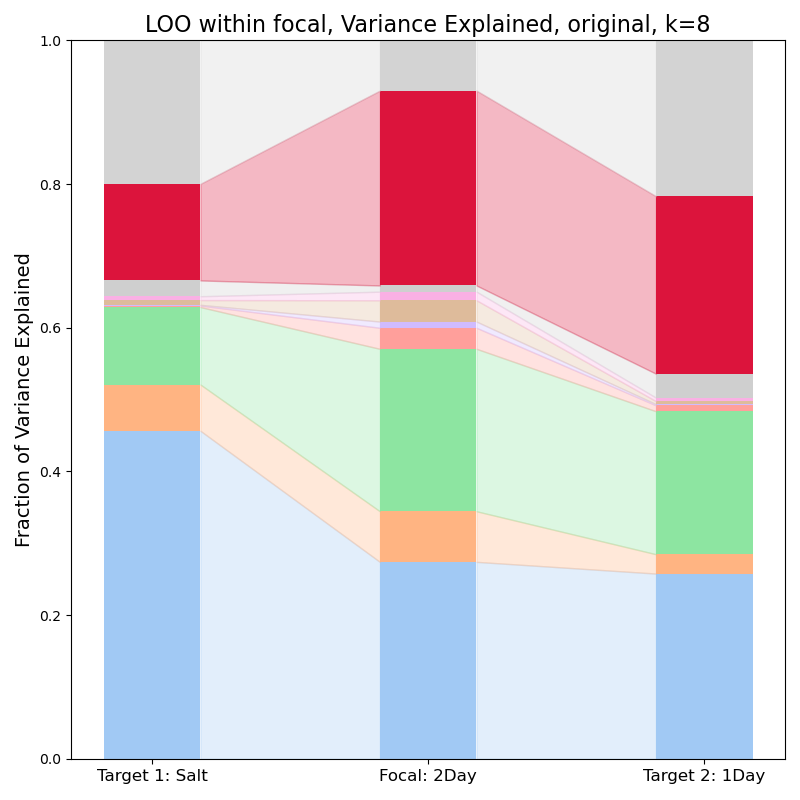 LOO within focal, Variance Explained, original, k=8
Fraction of Variance Explained
1.0
0.8
0.6
0.4
0.2
0.0
Target 1: Salt
Focal: 2Day
Target 2: 1Day